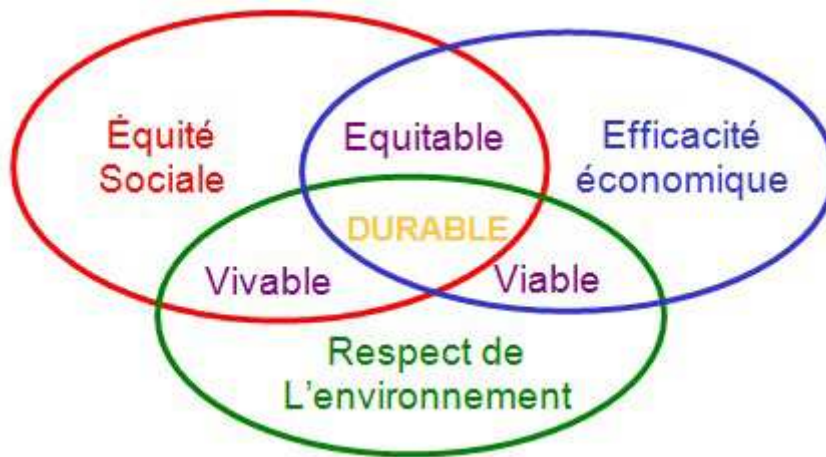 Équité
Sociale
Equitable
Efficacité
économique
DURABLE
Vivable
Viable
Respect de
L'environnement